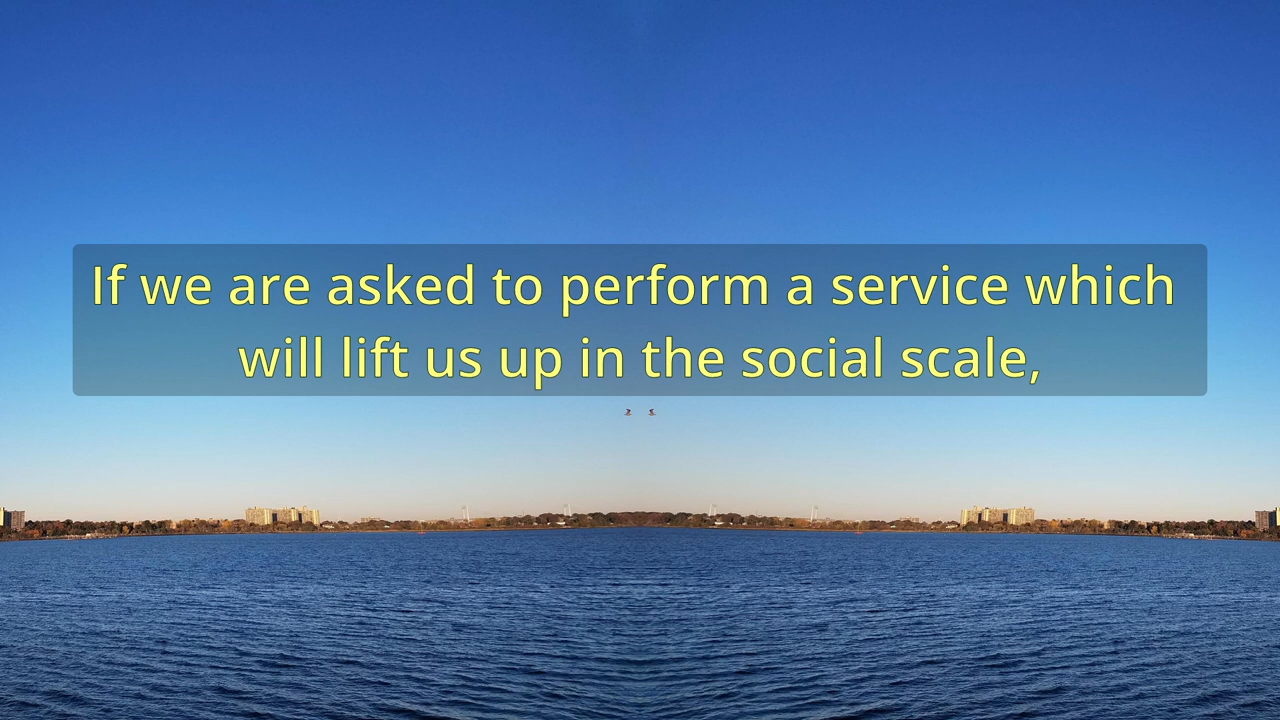 If we are asked to perform a service which
will lift us up in the social scale,